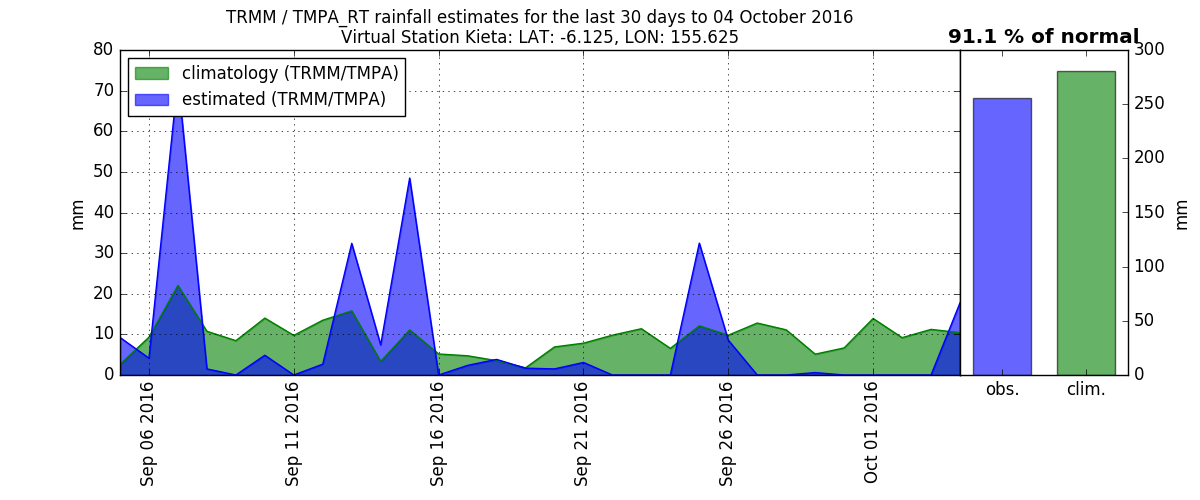 TRMM / TMPA_RT rainfall estimates for the last 30 days to 04 October 2016
Virtual Station Kieta: LAT: -6.125, LON: 155.625
91.1 % of normal
climatology (TRMM/TMPA)
estimated (TRMM/TMPA)
80
70
60
50
40
30
20
10
0
mm
Sep 06 2016
Sep 11 2016
Sep 16 2016
Sep 21 2016
Sep 26 2016
Oct 01 2016
obs.
clim.
300
250
200
150
100
50
0
mm